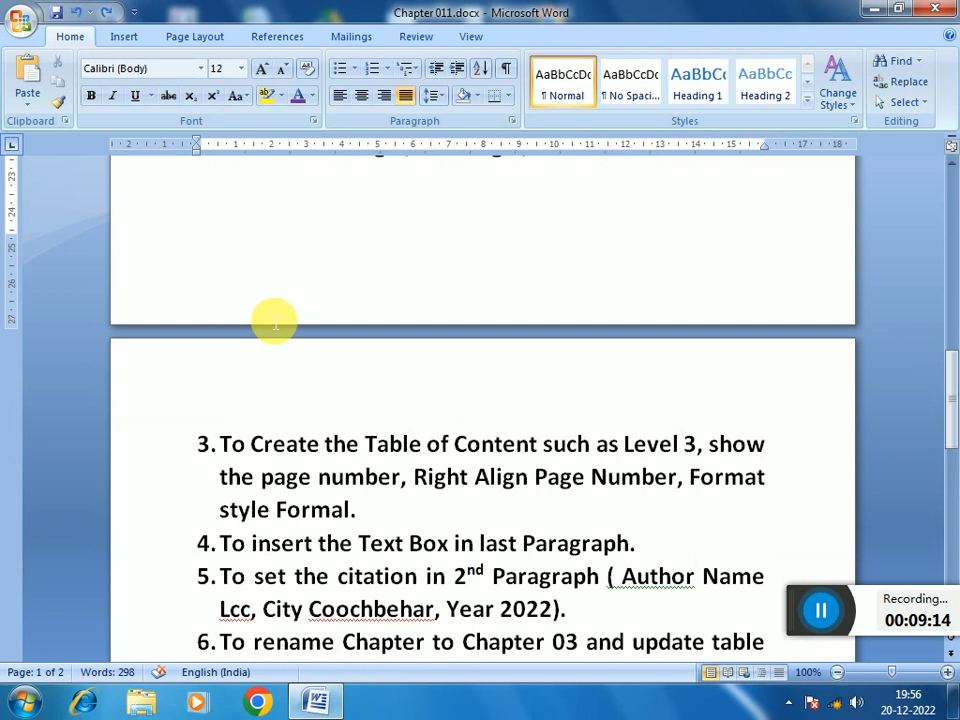 Chapter 011.docx - Microsoft Word
Home Insert Page Layout References Mailings Review View
Paste
Clipboard
Calibri (Body) 12
B I U abc x₂ x² Aa
Font
Paragraph
AaBbCcDc AaBbCcDc AaBbC AaBbCc
¶ Normal ¶ No Spaci... Heading 1 Heading 2
Change Styles
Styles
Find
Replace
Select
Editing
3. To Create the Table of Content such as Level 3, show
the page number, Right Align Page Number, Format
style Formal.
4. To insert the Text Box in last Paragraph.
5. To set the citation in 2nd Paragraph ( Author Name
Lcc, City Coochbehar, Year 2022).
6. To rename Chapter to Chapter 03 and update table
Recording...
00:09:14
Page: 1 of 2 Words: 298 English (India) 100%
19:56
20-12-2022